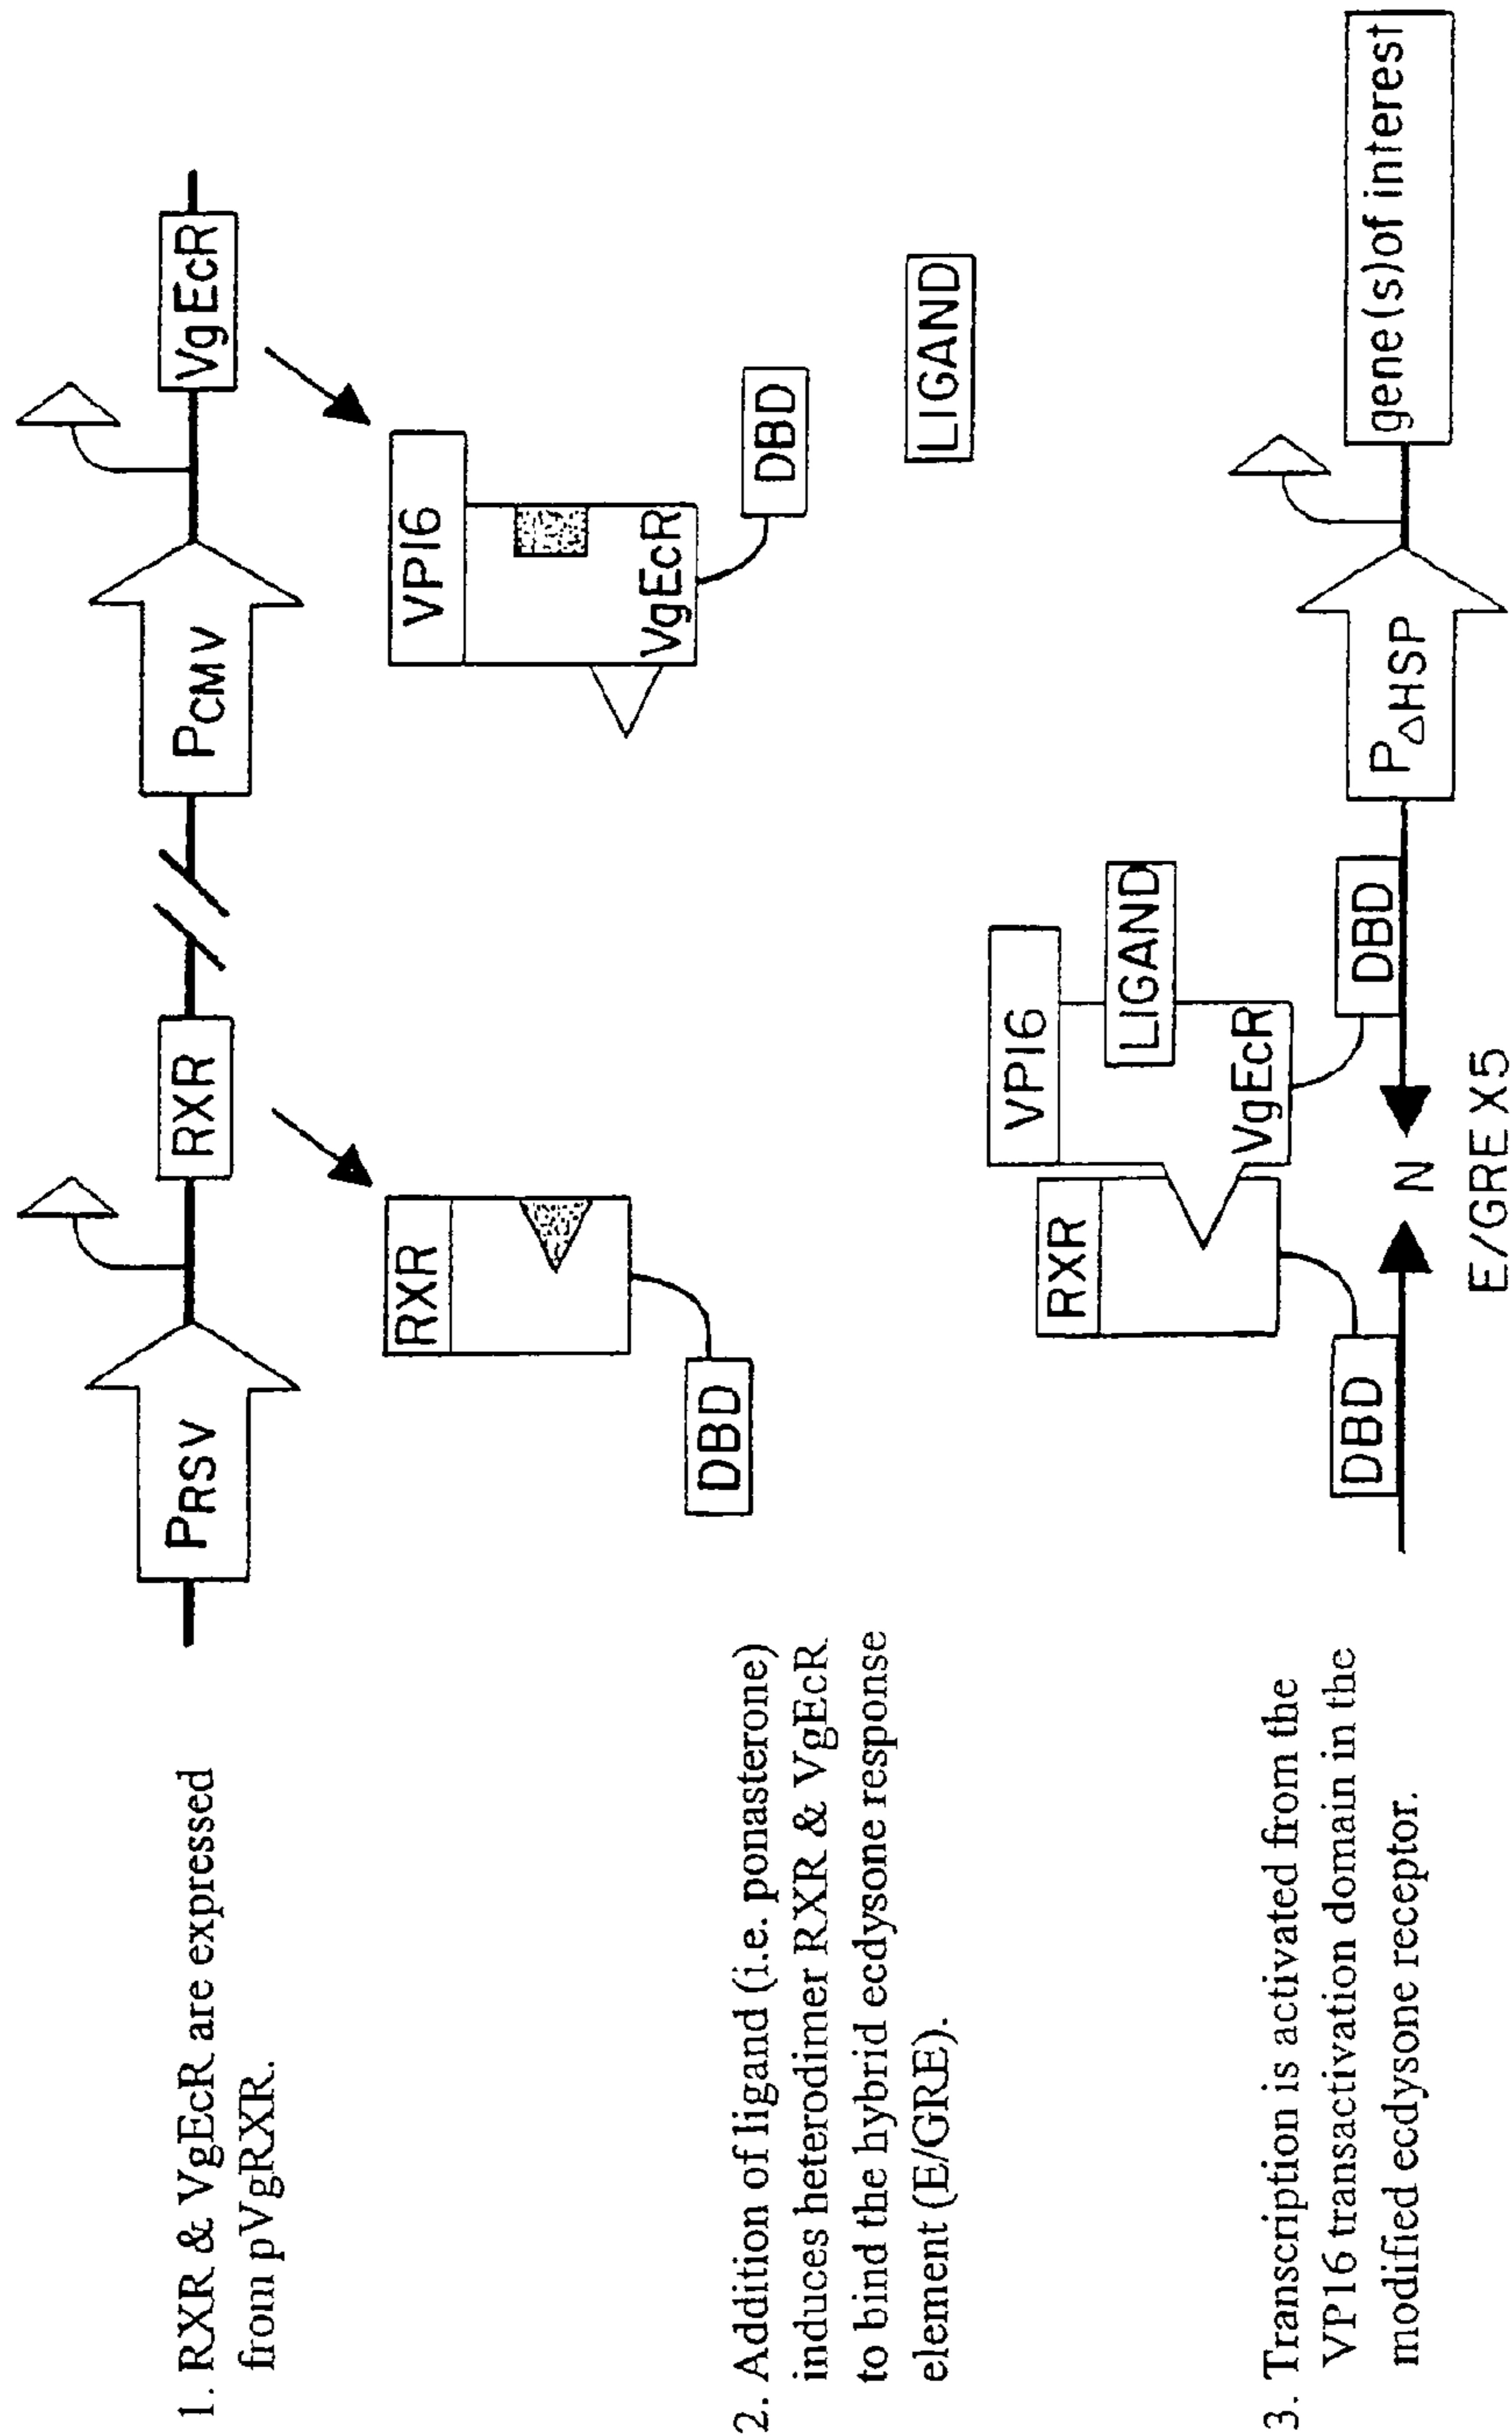 1. RXR & VgEcR are expressed
from pVgRXR.
PRSV
RXR
PCMV
VgEcR
RXR
DBD
VP16
VgEcR
DBD
2. Addition of ligand (i.e. ponasterone)
induces heterodimer RXR & VgEcR
to bind the hybrid ecdysone response
element (E/GRE).
LIGAND
3. Transcription is activated from the
VP16 transactivation domain in the
modified ecdysone receptor.
RXR
VP16
LIGAND
VgEcR
DBD
DBD
N
E/GRE X5
P△HSP
gene(s) of interest